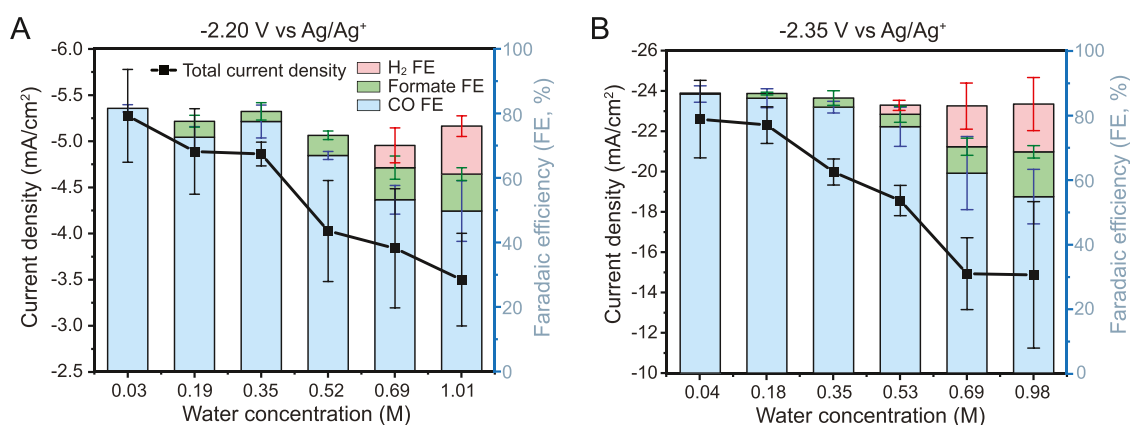 A
-2.20 V vs Ag/Ag⁺
Current density (mA/cm²)
-6.0
-5.5
-5.0
-4.5
-4.0
-3.5
-3.0
-2.5
Total current density
H₂ FE
Formate FE
CO FE
100
80
60
40
20
0
Faradaic efficiency (FE, %)
0.03 0.19 0.35 0.52 0.69 1.01
Water concentration (M)
B
-2.35 V vs Ag/Ag⁺
Current density (mA/cm²)
-26
-24
-22
-20
-18
-16
-14
-12
-10
100
80
60
40
20
0
Faradaic efficiency (FE, %)
0.04 0.18 0.35 0.53 0.69 0.98
Water concentration (M)